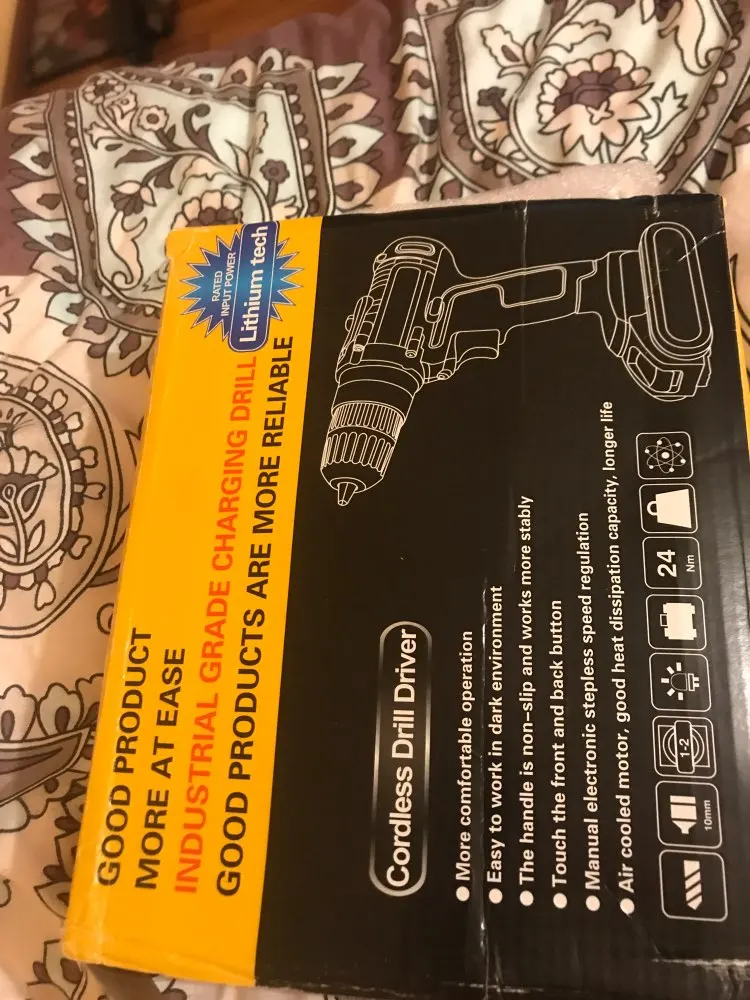 GOOD PRODUCT
MORE AT EASE
INDUSTRIAL GRADE CHARGING DRILL
GOOD PRODUCTS ARE MORE RELIABLE
RATED
INPUT POWER
Lithium tech
Cordless Drill Driver
● More comfortable operation
● Easy to work in dark environment
● The handle is non-slip and works more stably
● Touch the front and back button
● Manual electronic stepless speed regulation
● Air cooled motor, good heat dissipation capacity, longer life
10mm
1-2
24
Nm